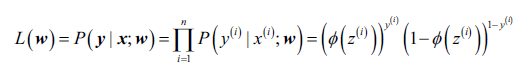 L(w) = P(y | x; w) = ∏_{i=1}^{n} P(y^{(i)} | x^{(i)}; w) = (ϕ(z^{(i)}))^{y^{(i)}} (1 − ϕ(z^{(i)}))^{1−y^{(i)}}